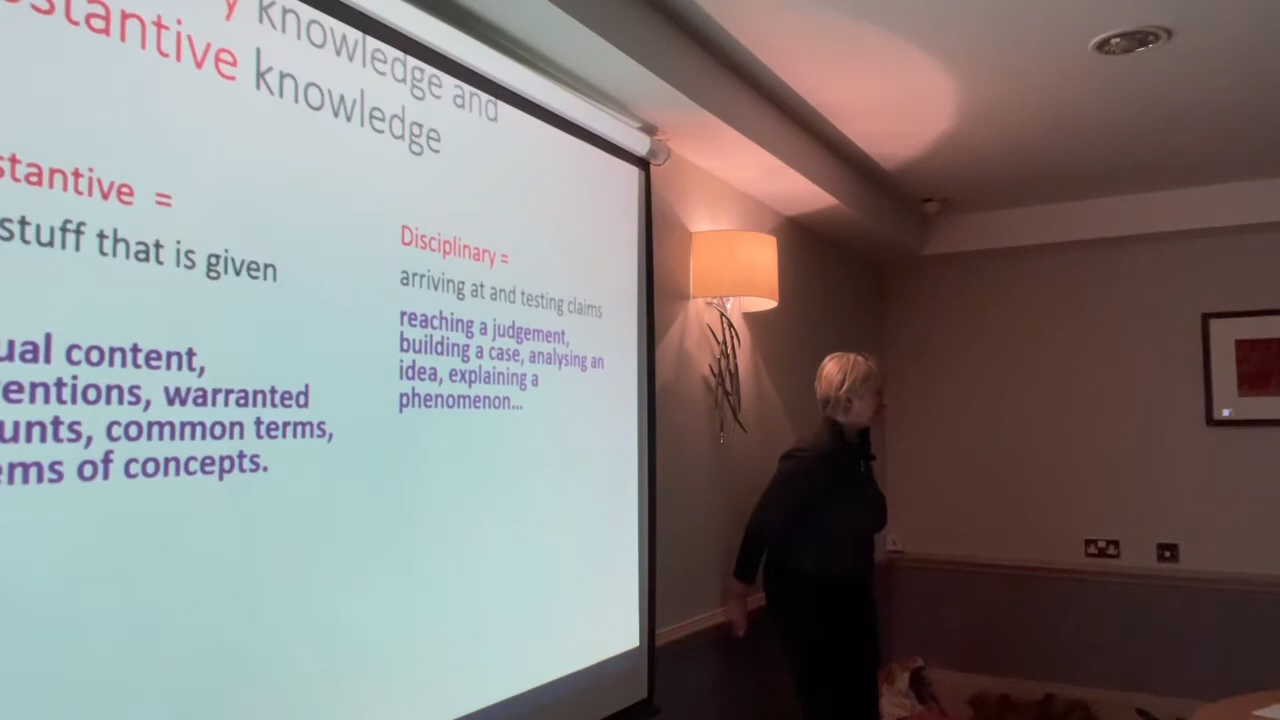 knowledge and
stantive knowledge
stantive =
stuff that is given
ual content,
entions, warranted
unts, common terms,
ems of concepts.
Disciplinary =
arriving at and testing claims
reaching a judgement,
building a case, analysing an
idea, explaining a
phenomenon...